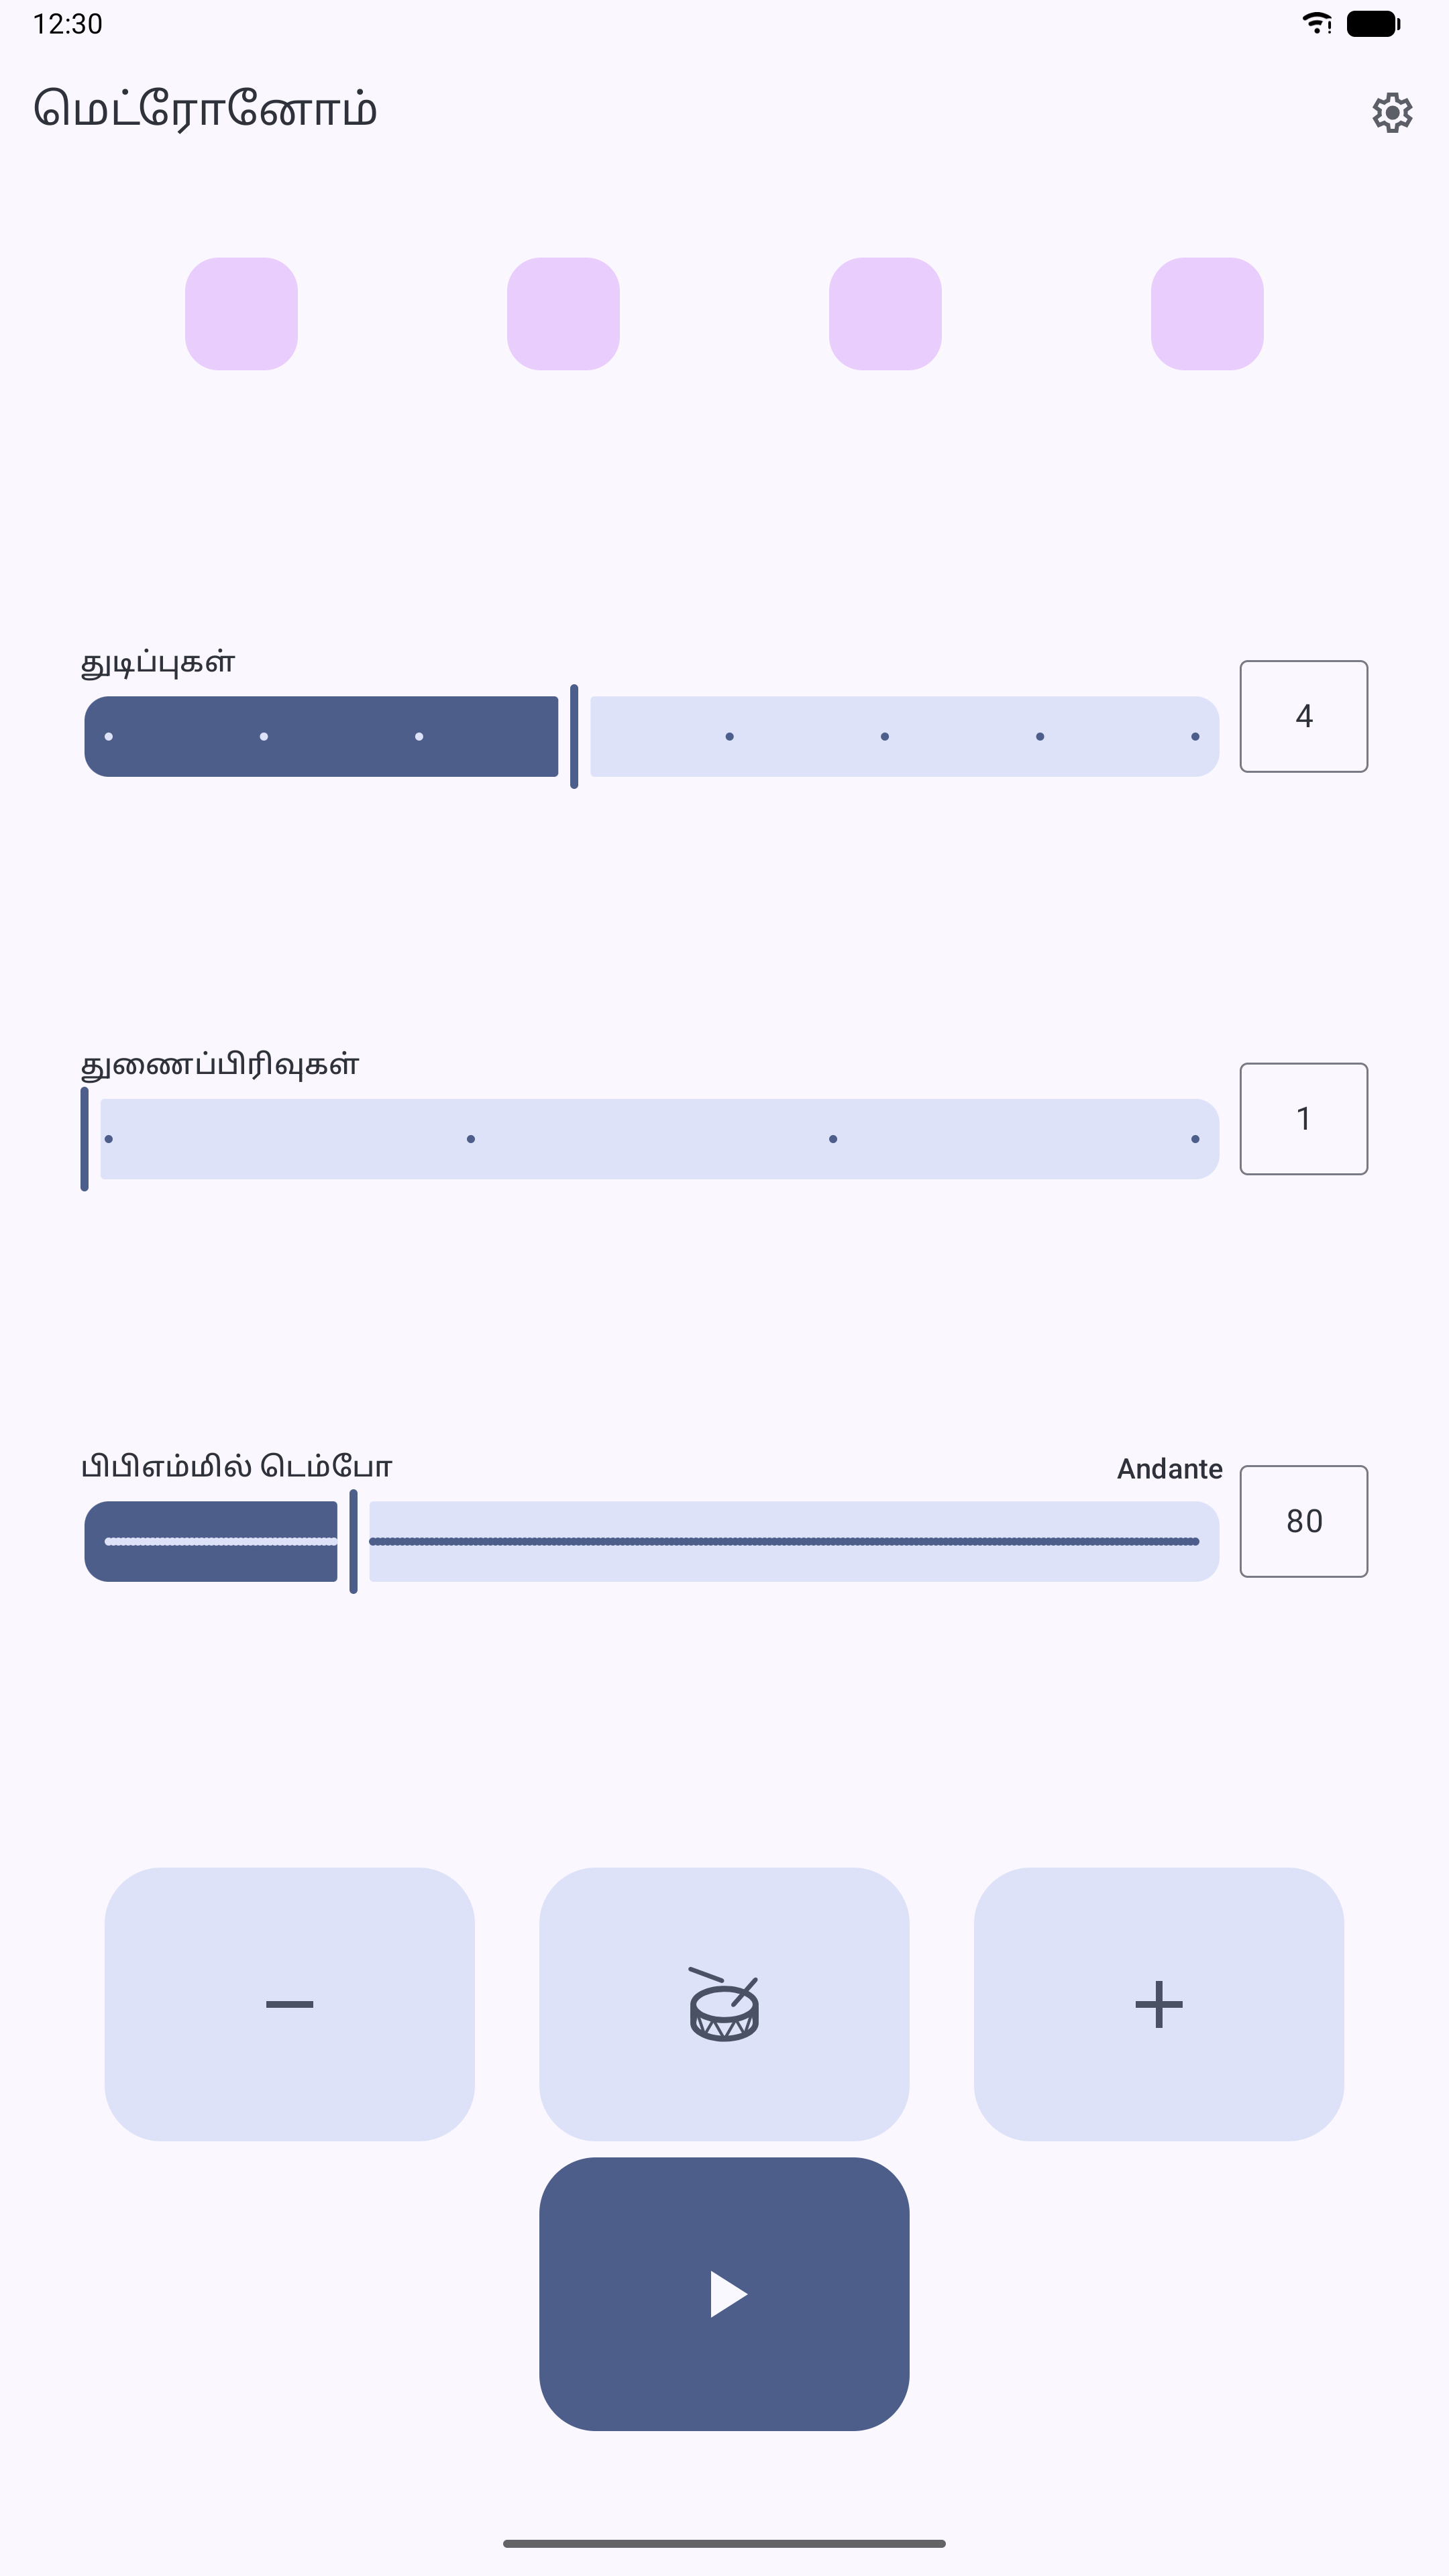 12:30
மெட்ரோனோம்
துடிப்புகள்
4
துணைப்பிரிவுகள்
1
பிபிஎம்மில் டெம்போ
Andante
80